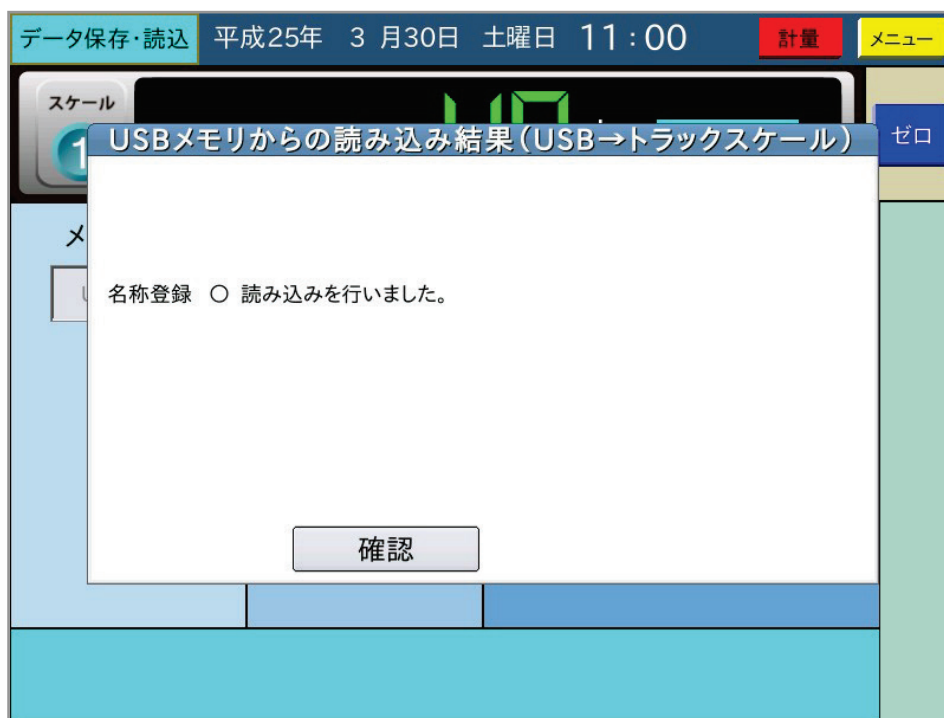 データ保存・読込 平成25年 3月30日 土曜日 11:00 計量 メニュー
スケール
1
USBメモリからの読み込み結果(USB→トラックスケール)
ゼロ
メ
名称登録 ○ 読み込みを行いました。
確認